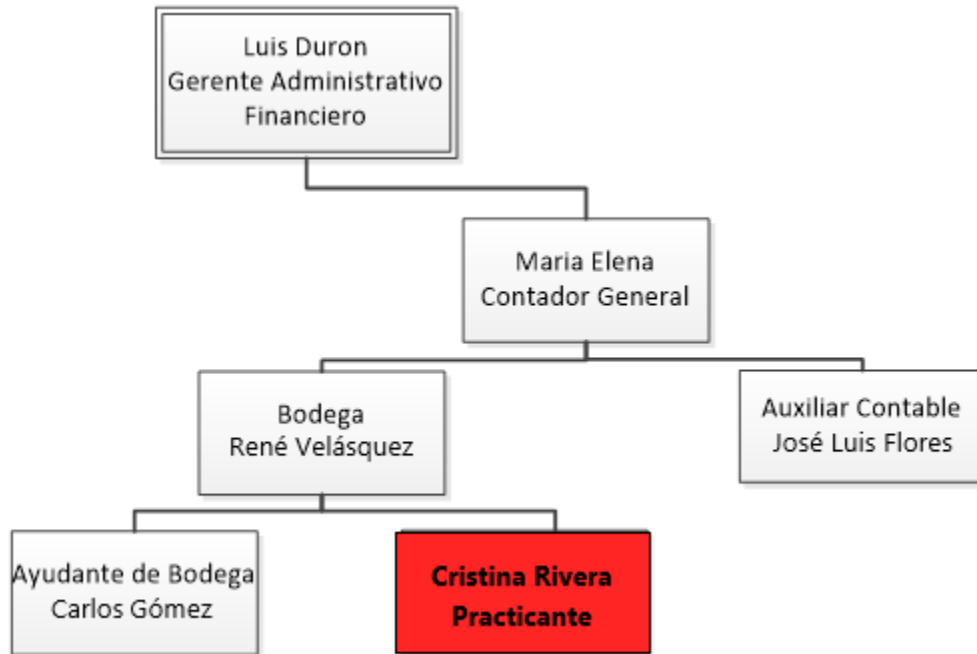 Luis Duron
Gerente Administrativo
Financiero
Maria Elena
Contador General
Bodega
René Velásquez
Auxiliar Contable
José Luis Flores
Ayudante de Bodega
Carlos Gómez
Cristina Rivera
Practicante